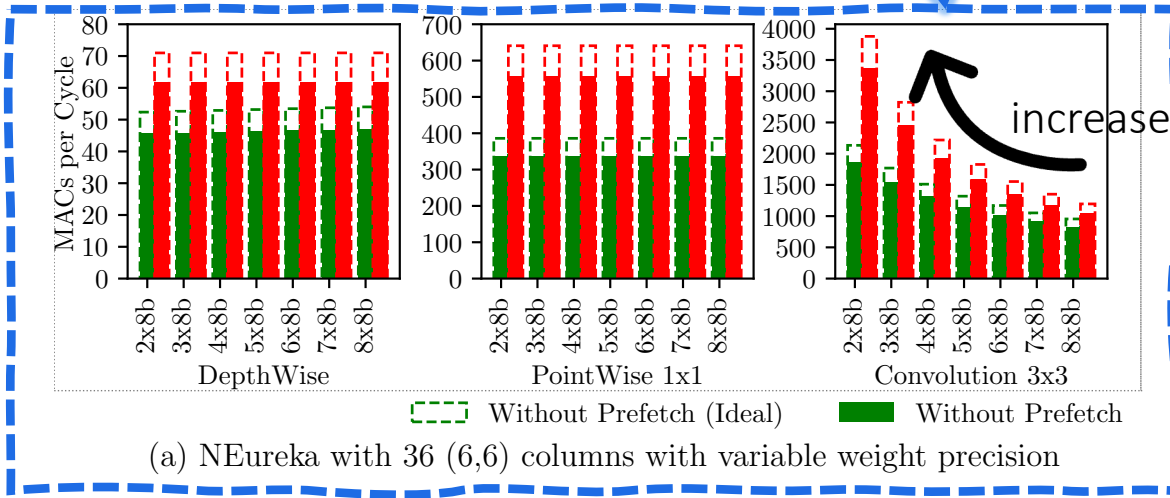 MACs per Cycle
80
70
60
50
40
30
20
10
0
2x8b
3x8b
4x8b
5x8b
6x8b
7x8b
8x8b
DepthWise
700
600
500
400
300
200
100
0
2x8b
3x8b
4x8b
5x8b
6x8b
7x8b
8x8b
PointWise 1x1
4000
3500
3000
2500
2000
1500
1000
500
0
2x8b
3x8b
4x8b
5x8b
6x8b
7x8b
8x8b
Convolution 3x3
increase
Without Prefetch (Ideal)
Without Prefetch
(a) NEureka with 36 (6,6) columns with variable weight precision